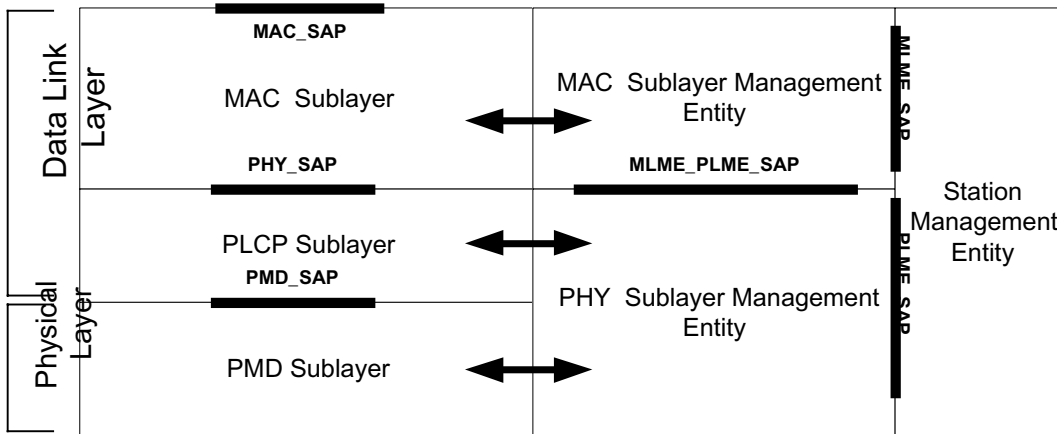 Data Link
Layer
MAC_SAP
MAC Sublayer
MAC Sublayer Management
Entity
MLME_SAP
PHY_SAP
MLME_PLME_SAP
Station
Management
Entity
PLCP Sublayer
PMD_SAP
PHY Sublayer Management
Entity
PLME_SAP
Physical
Layer
PMD Sublayer